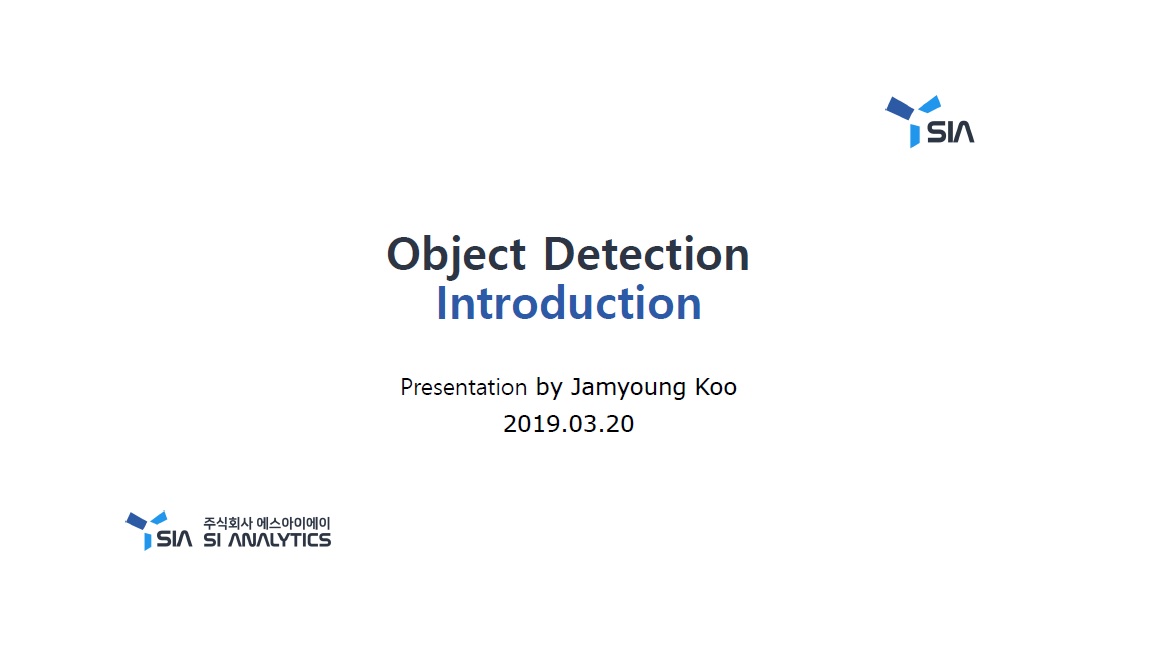 SIA
Object Detection
Introduction
Presentation by Jamyoung Koo
2019.03.20
SIA
주식회사 에스아이에이
SI ANALYTICS